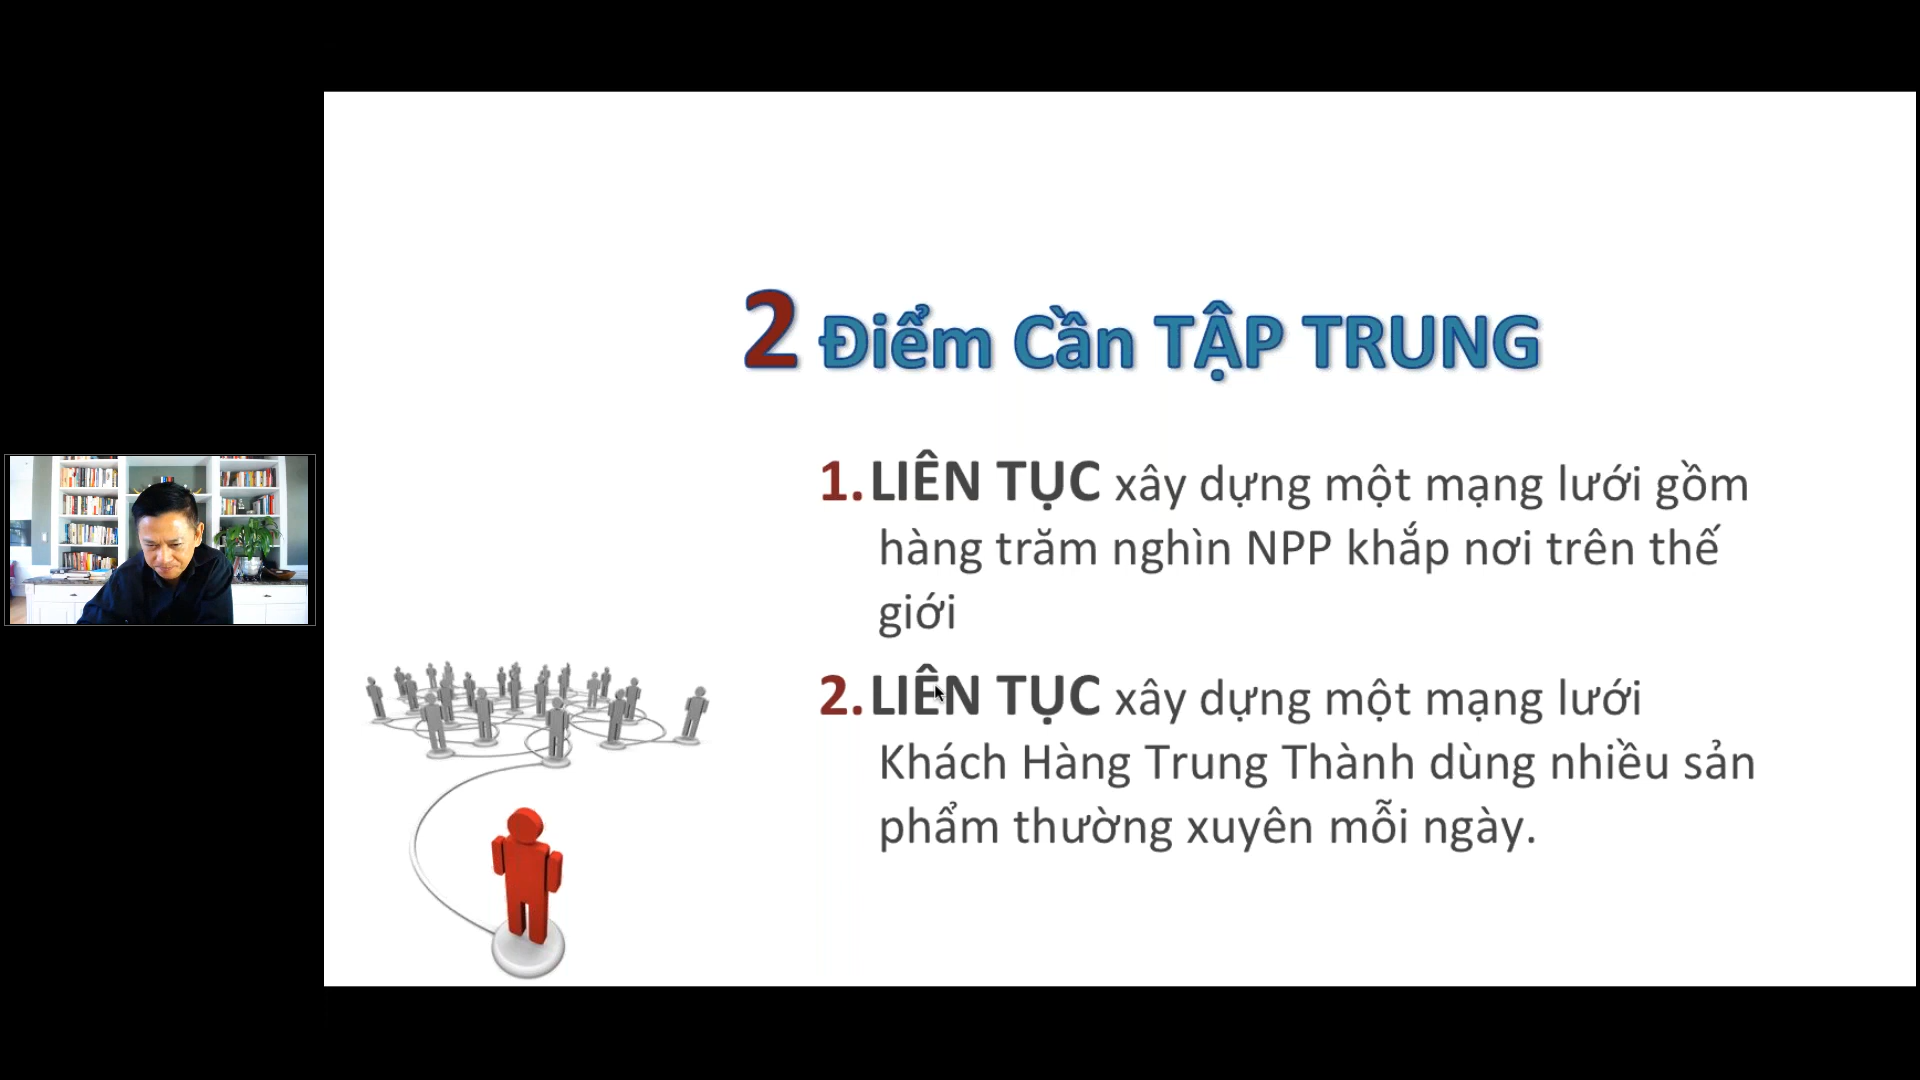 2 Điểm Cần TẬP TRUNG
1. LIÊN TỤC xây dựng một mạng lưới gồm
hàng trăm nghìn NPP khắp nơi trên thế
giới
2. LIÊN TỤC xây dựng một mạng lưới
Khách Hàng Trung Thành dùng nhiều sản
phẩm thường xuyên mỗi ngày.